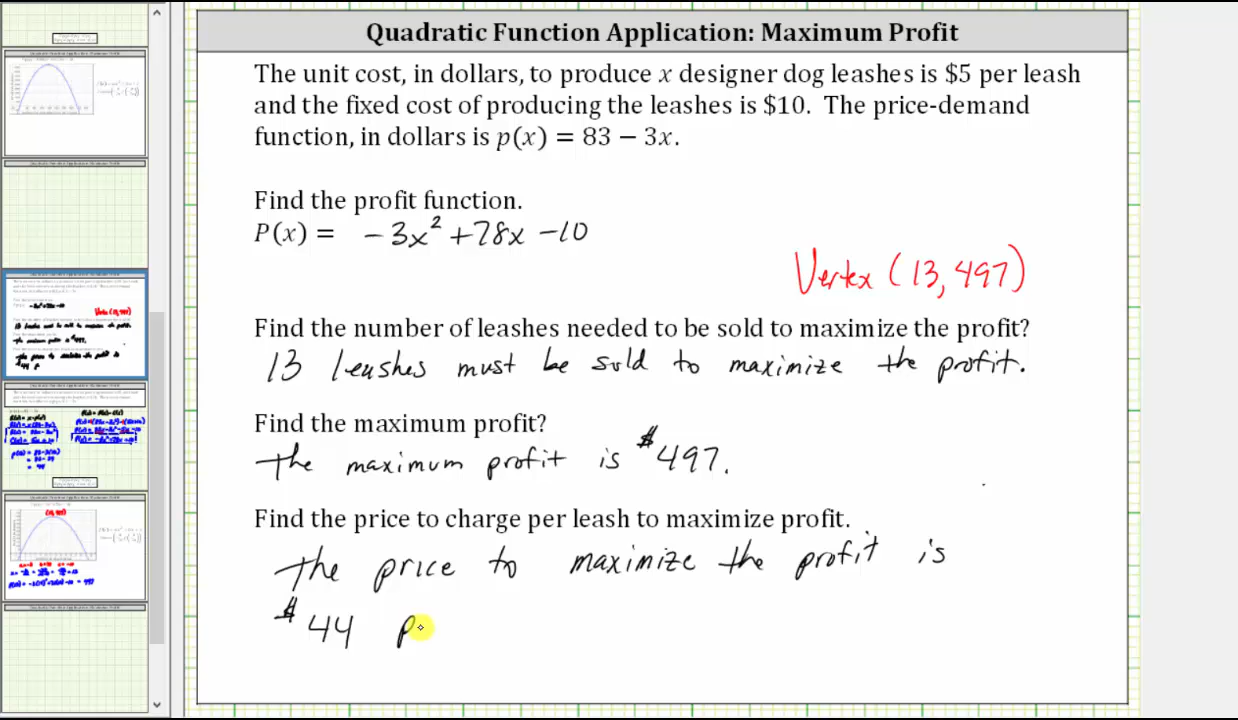 Quadratic Function Application: Maximum Profit
The unit cost, in dollars, to produce x designer dog leashes is $5 per leash
and the fixed cost of producing the leashes is $10. The price-demand
function, in dollars is p(x) = 83 − 3x.
Find the profit function.
P(x) = -3x² +78x -10
Vertex (13, 497)
Find the number of leashes needed to be sold to maximize the profit?
13 leashes must be sold to maximize the profit.
Find the maximum profit?
The maximum profit is $497.
Find the price to charge per leash to maximize profit.
The price to maximize the profit is
$44 p